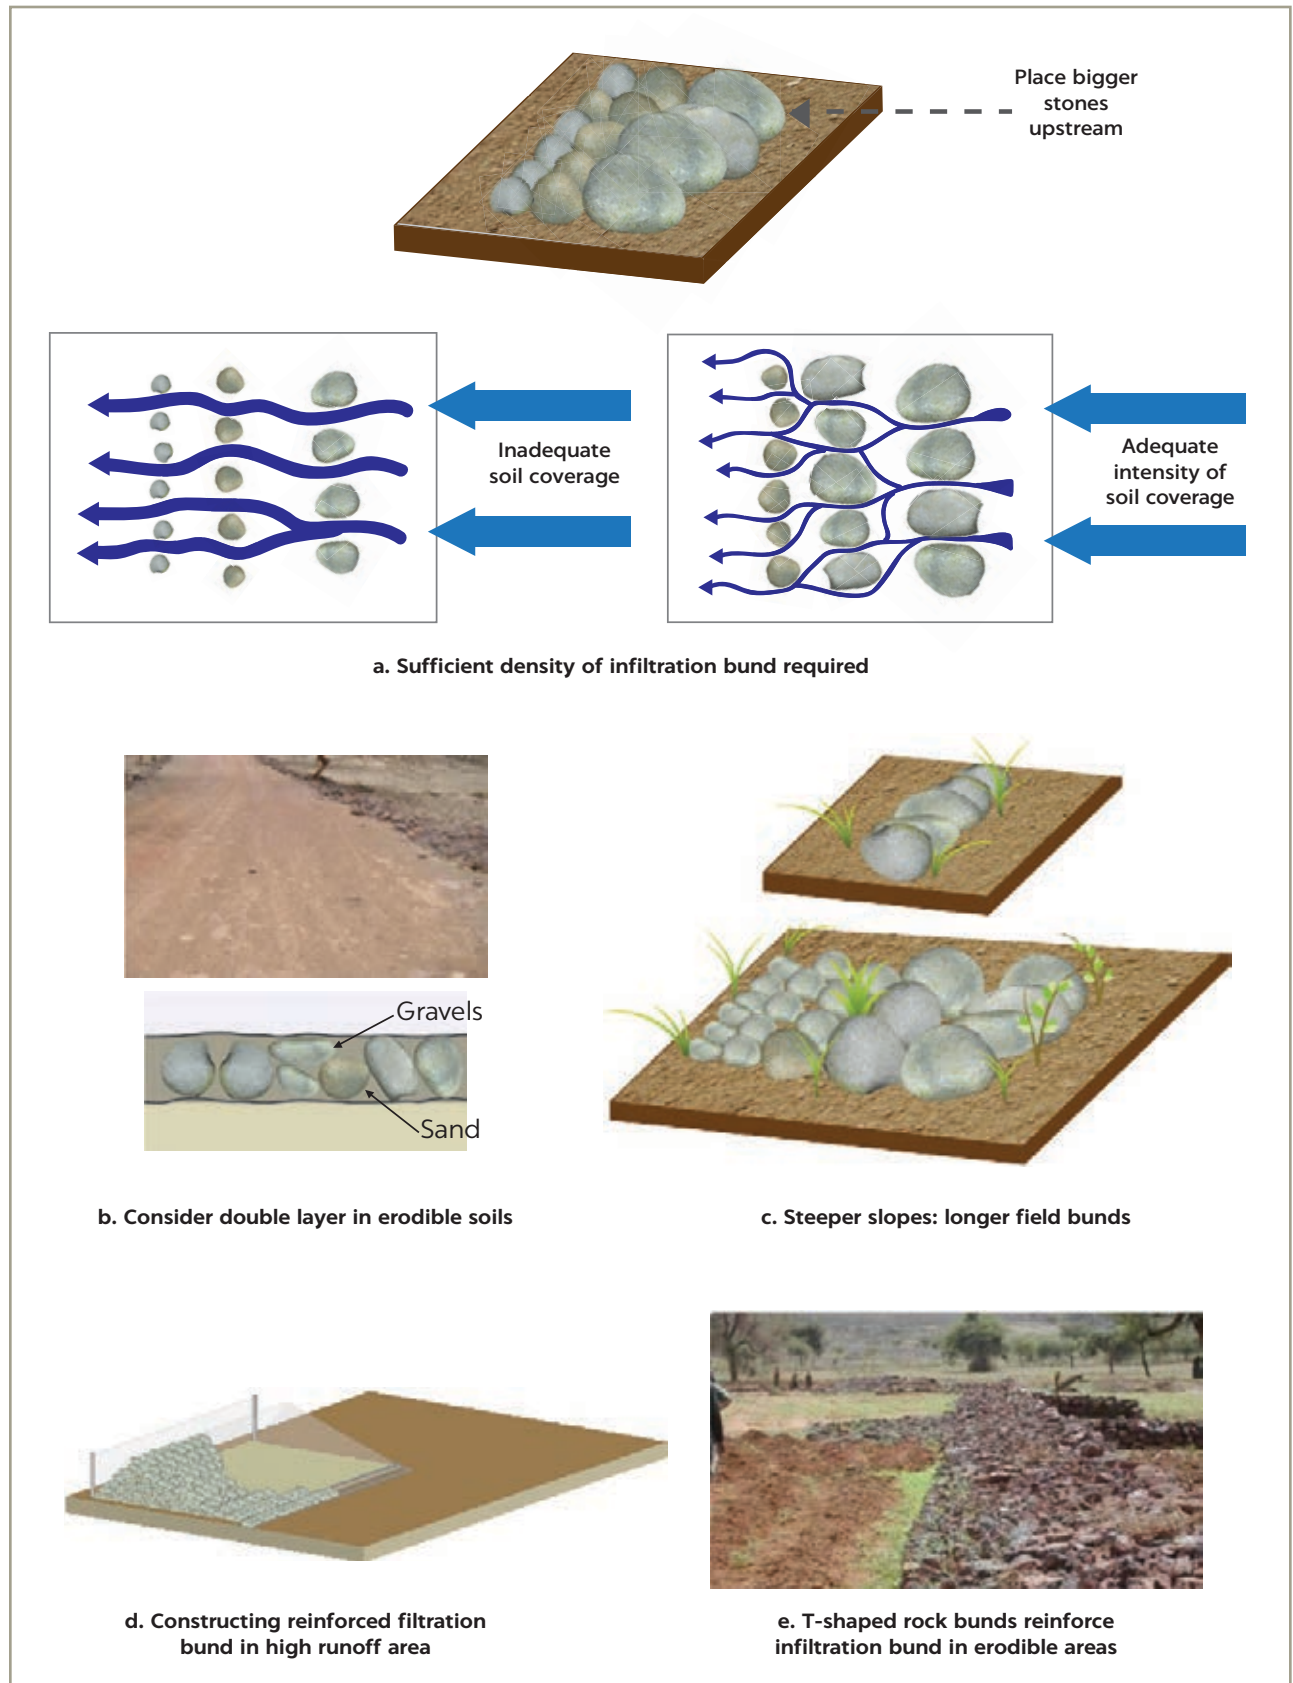 Place bigger
stones
upstream
Inadequate
soil coverage
Adequate
intensity of
soil coverage
a. Sufficient density of infiltration bund required
Gravels
Sand
b. Consider double layer in erodible soils
c. Steeper slopes: longer field bunds
d. Constructing reinforced filtration
bund in high runoff area
e. T-shaped rock bunds reinforce
infiltration bund in erodible areas